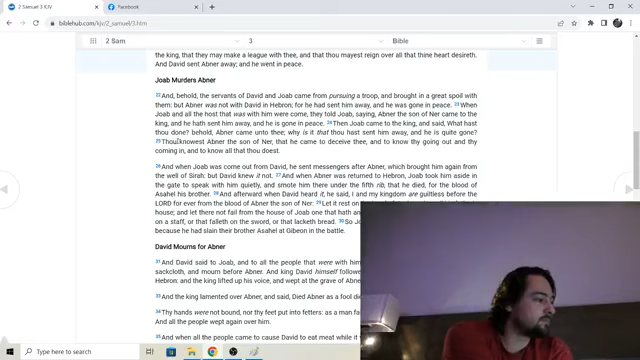 2 Samuel 3 KJV
Facebook
biblehub.com/kjv/2_samuel/3.htm
2 Sam
3
Bible
the king, that they may make a league with thee, and that thou mayest reign over all that thine heart desireth.
And David sent Abner away; and he went in peace.
Joab Murders Abner
22 And, behold, the servants of David and Joab came from pursuing a troop, and brought in a great spoil with
them: but Abner was not with David in Hebron; for he had sent him away, and he was gone in peace. 23 When
Joab and all the host that was with him were come, they told Joab, saying, Abner the son of Ner came to the
king, and he hath sent him away, and he is gone in peace. 24 Then Joab came to the king, and said, What hast
thou done? behold, Abner came unto thee; why is it that thou hast sent him away, and he is quite gone?
25 Thou knowest Abner the son of Ner, that he came to deceive thee, and to know thy going out and thy
coming in, and to know all that thou doest.
26 And when Joab was come out from David, he sent messengers after Abner, which brought him again from
the well of Sirah: but David knew it not. 27 And when Abner was returned to Hebron, Joab took him aside in
the gate to speak with him quietly, and smote him there under the fifth rib, that he died, for the blood of
Asahel his brother. 28 And afterward when David heard it, he said, I and my kingdom are guiltless before the
LORD for ever from the blood of Abner the son of Ner: 29 Let it rest on the
house; and let there not fail from the house of Joab one that hath an
on a staff, or that falleth on the sword, or that lacketh bread. 30 So J
because he had slain their brother Asahel at Gibeon in the battle.
David Mourns for Abner
31 And David said to Joab, and to all the people that were with him
sackcloth, and mourn before Abner. And king David himself followe
Hebron: and the king lifted up his voice, and wept at the grave of Abne
33 And the king lamented over Abner, and said, Died Abner as a fool die
34 Thy hands were not bound, nor thy feet put into fetters: as a man fa
And all the people wept again over him.
35 And when all the people came to cause David to eat meat while it w
Type here to search